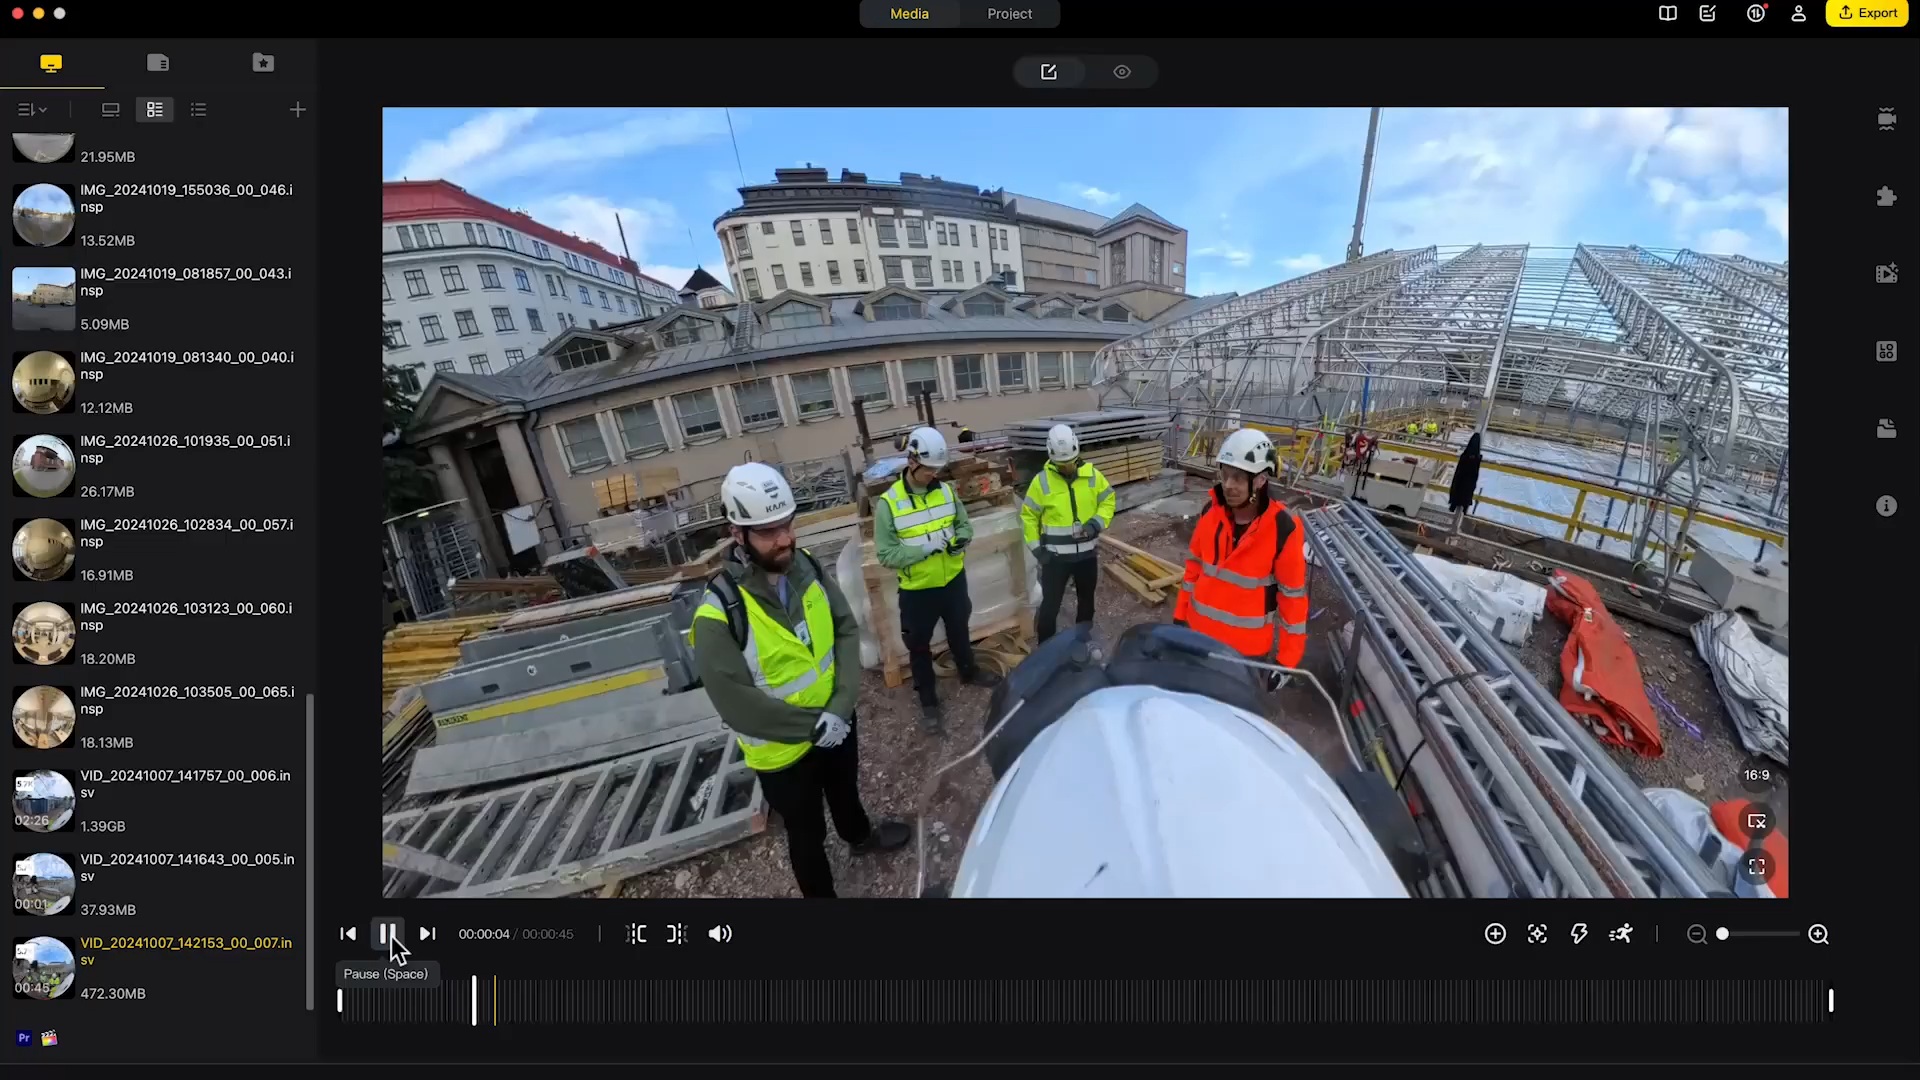 Media
Project
Export
21.95MB
IMG_20241019_155036_00_046.i
nsp
13.52MB
IMG_20241019_081857_00_043.i
nsp
5.09MB
IMG_20241019_081340_00_040.i
nsp
12.12MB
IMG_20241026_101935_00_051.i
nsp
26.17MB
IMG_20241026_102834_00_057.i
nsp
16.91MB
IMG_20241026_103123_00_060.i
nsp
18.20MB
IMG_20241026_103505_00_065.i
nsp
18.13MB
VID_20241007_141757_00_006.in
sv
02:26
1.39GB
VID_20241007_141643_00_005.in
sv
00:01
37.93MB
VID_20241007_142153_00_007.in
sv
00:45
472.30MB
Pr
LO
GO
KASK
16:9
00:00:04 / 00:00:45
Pause (Space)